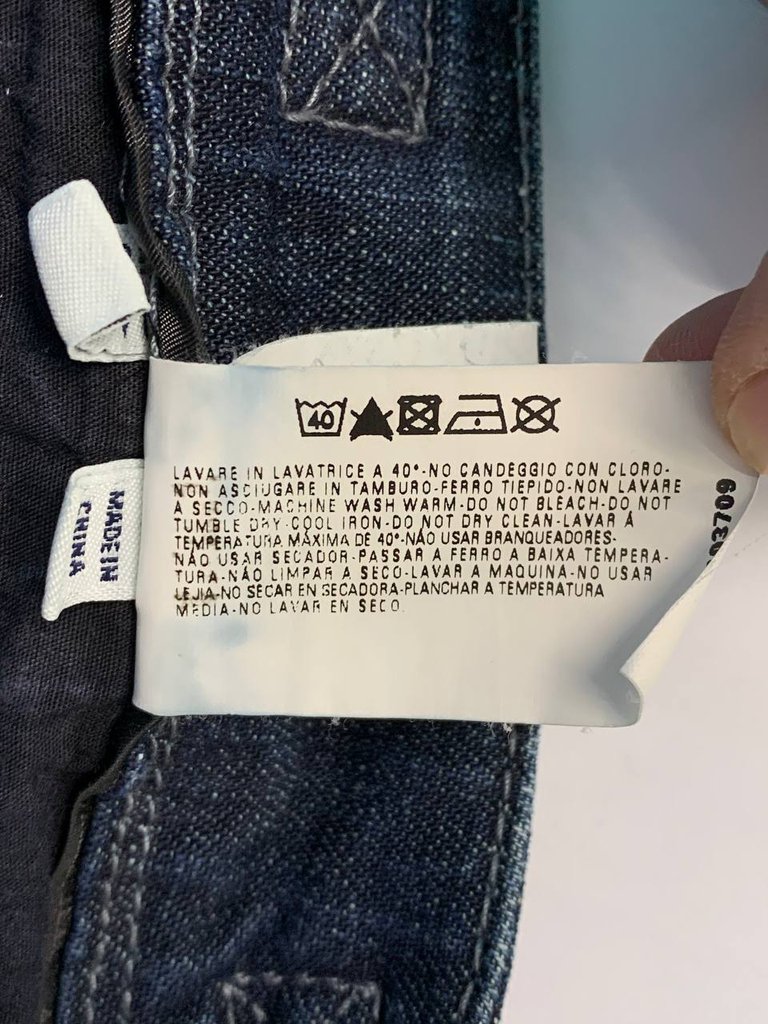 40
LAVARE IN LAVATRICE A 40°-NO CANDEGGIO CON CLORO-
NON ASCIUGARE IN TAMBURO-FERRO TIEPIDO-NON LAVARE
A SECCO-MACHINE WASH WARM-DO NOT BLEACH-DO NOT
TUMBLE DRY-COOL IRON-DO NOT DRY CLEAN-LAVAR Á
TEMPERATURA MÁXIMA DE 40°-NÃO USAR BRANQUEADORES-
NÃO USAR SECADOR-PASSAR A FERRO A BAIXA TEMPERA-
TURA-NÃO LIMPAR A SECO-LAVAR A MAQUINA-NO USAR
LEJIA-NO SECAR EN SECADORA-PLANCHAR A TEMPERATURA
MEDIA-NO LAVAR EN SECO.
MADE IN
CHINA